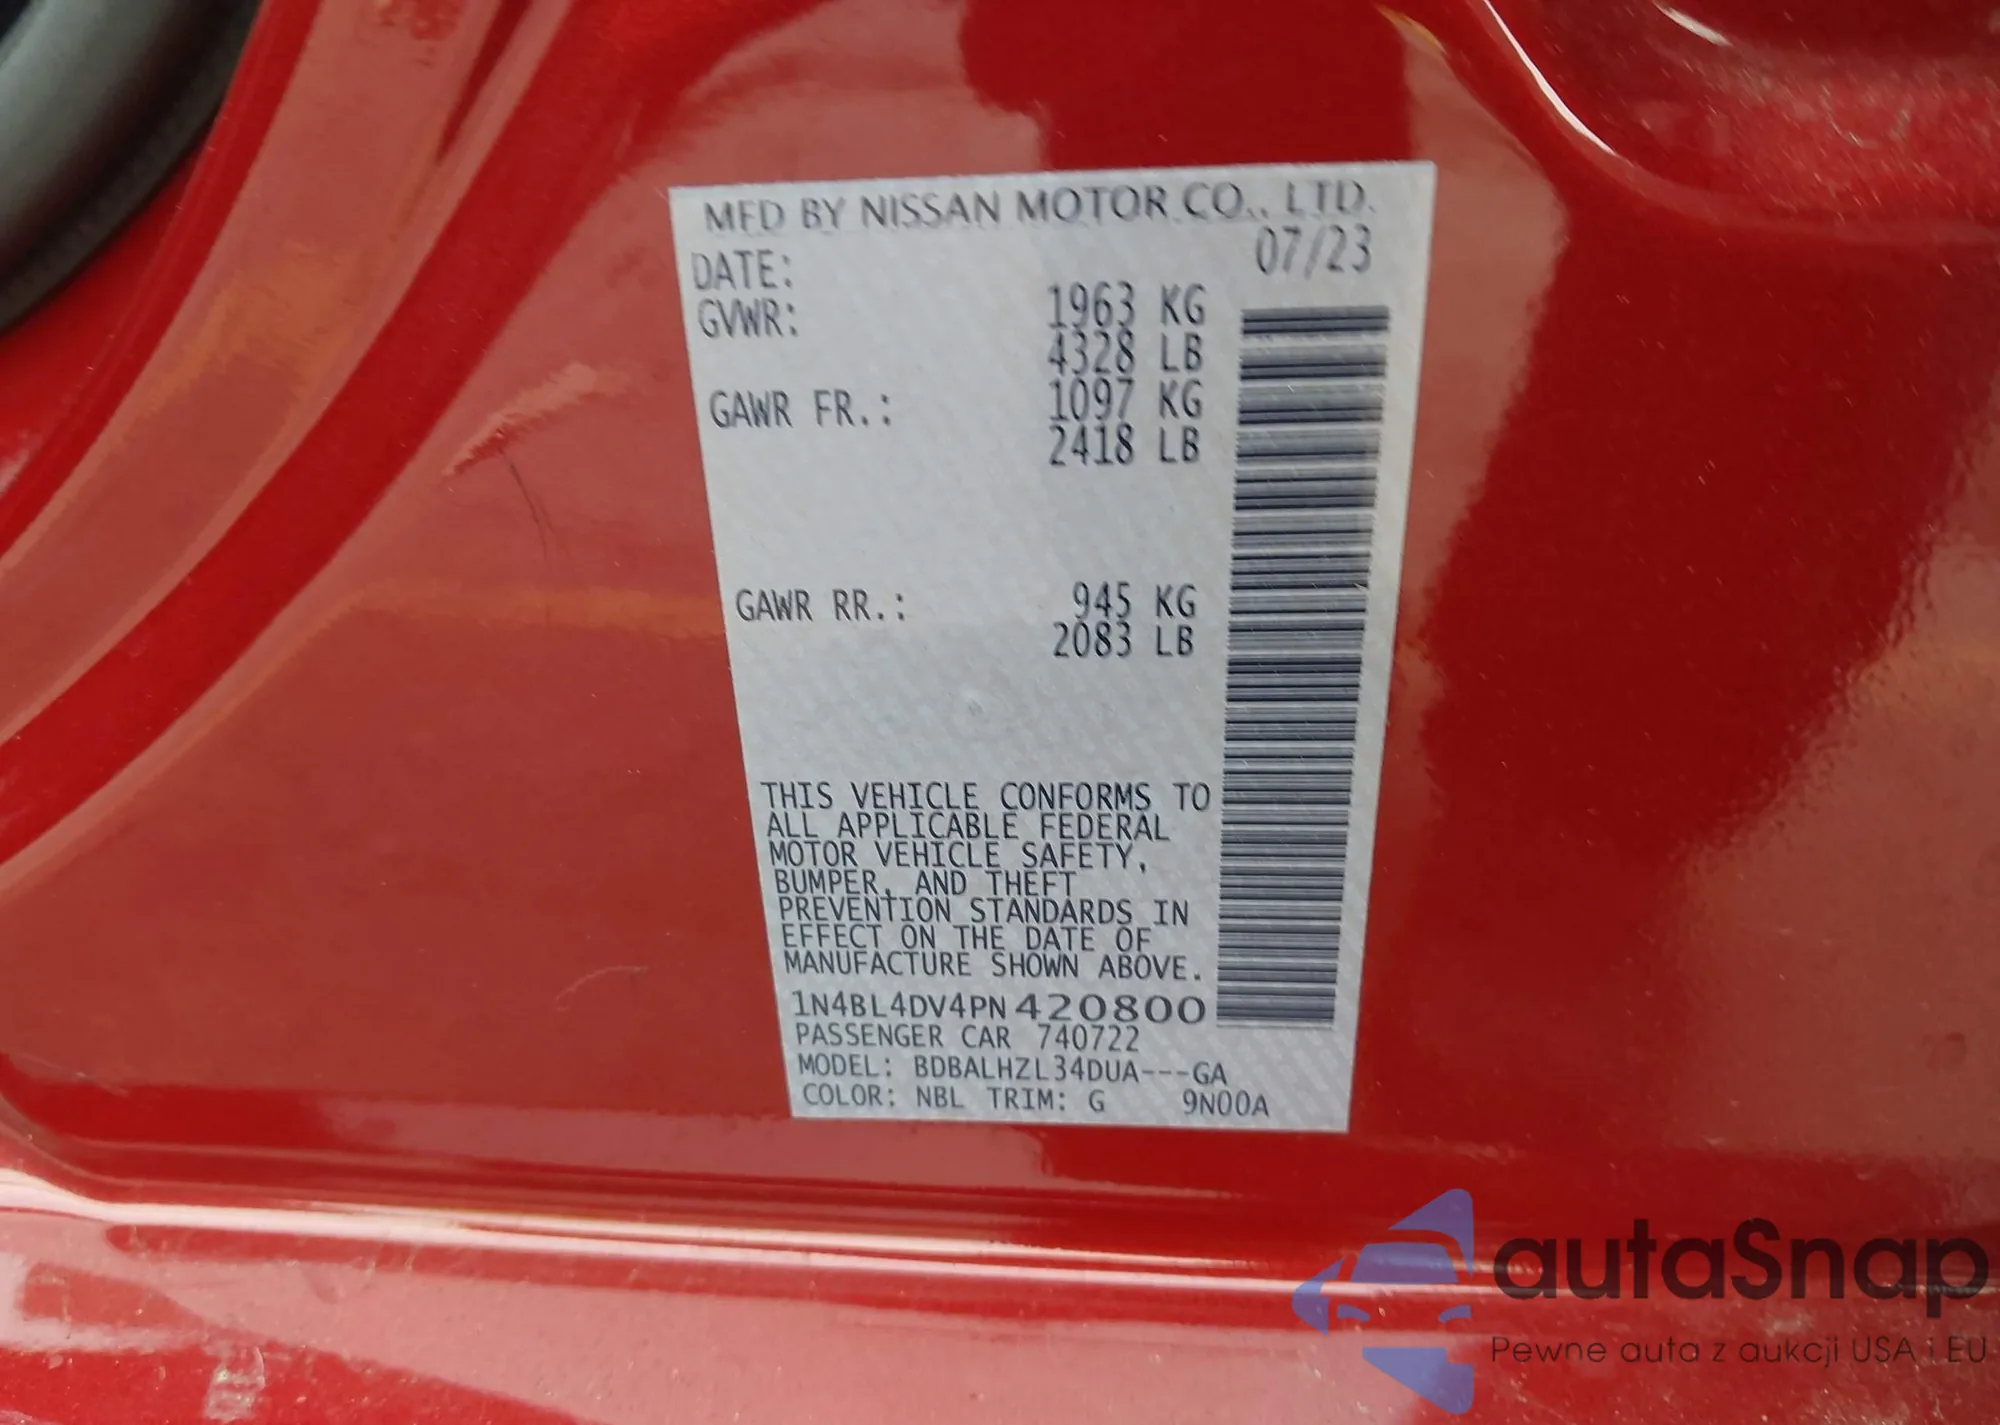 MFD BY NISSAN MOTOR CO., LTD.
DATE: 07/23
GVWR: 1963 KG
4328 LB
GAWR FR.: 1097 KG
2418 LB
GAWR RR.: 945 KG
2083 LB
THIS VEHICLE CONFORMS TO
ALL APPLICABLE FEDERAL
MOTOR VEHICLE SAFETY,
BUMPER, AND THEFT
PREVENTION STANDARDS IN
EFFECT ON THE DATE OF
MANUFACTURE SHOWN ABOVE.
1N4BL4DV4PN420800
PASSENGER CAR 740722
MODEL: BDBALHZL34DUA---GA
COLOR: NBL TRIM: G 9N00A
autaSnap
Pewne auta z aukcji USA i EU